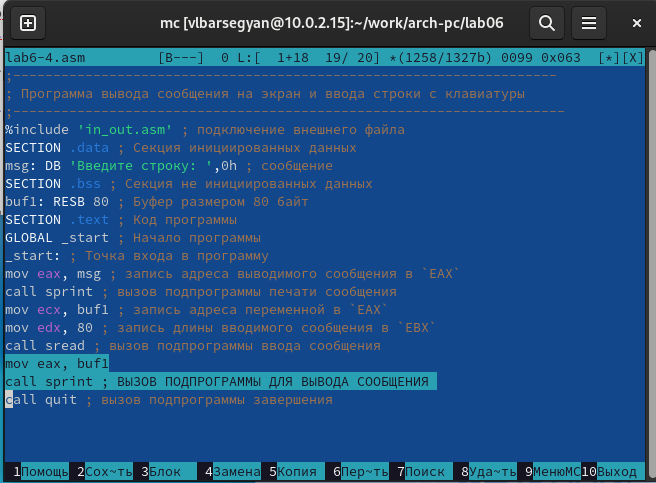 mc [vlbarsegyan@10.0.2.15]:~/work/arch-pc/lab06
lab6-4.asm [B---] 0 L:[ 1+18 19/ 20] *(1258/1327b) 0099 0x063 [*][X]
;--------------------------------------------------------------------
; Программа вывода сообщения на экран и ввода строки с клавиатуры
;---------------------------------------------------------------------
%include 'in_out.asm' ; подключение внешнего файла
SECTION .data ; Секция инициированных данных
msg: DB 'Введите строку: ',0h ; сообщение
SECTION .bss ; Секция не инициированных данных
buf1: RESB 80 ; Буфер размером 80 байт
SECTION .text ; Код программы
GLOBAL _start ; Начало программы
_start: ; Точка входа в программу
mov eax, msg ; запись адреса выводимого сообщения в `EAX`
call sprint ; вызов подпрограммы печати сообщения
mov ecx, buf1 ; запись адреса переменной в `EAX`
mov edx, 80 ; запись длины вводимого сообщения в `EBX`
call sread ; вызов подпрограммы ввода сообщения
mov eax, buf1
call sprint ; ВЫЗОВ ПОДПРОГРАММЫ ДЛЯ ВЫВОДА СООБЩЕНИЯ
call quit ; вызов подпрограммы завершения
1Помощь 2Сох~ть 3Блок 4Замена 5Копия 6Пер~ть 7Поиск 8Уда~ть 9МенюМС 10Выход